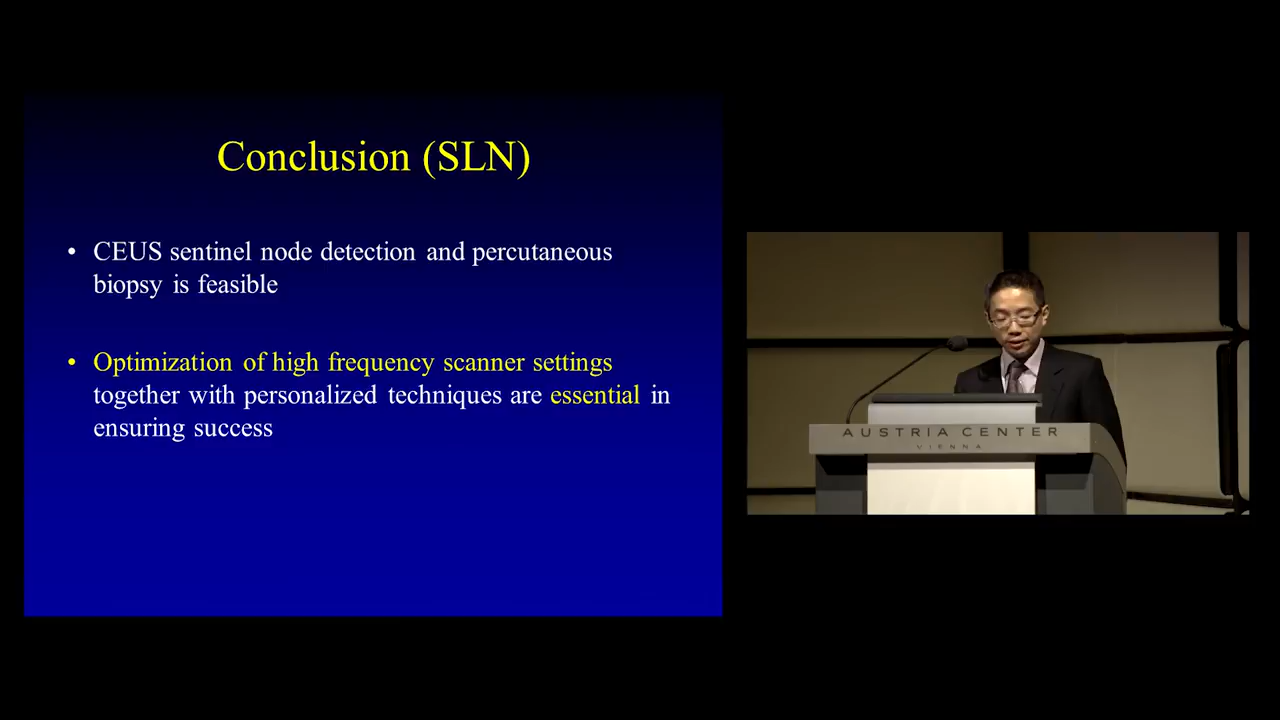 Conclusion (SLN)
• CEUS sentinel node detection and percutaneous
biopsy is feasible
• Optimization of high frequency scanner settings
together with personalized techniques are essential in
ensuring success
AUSTRIA CENTER
VIENNA